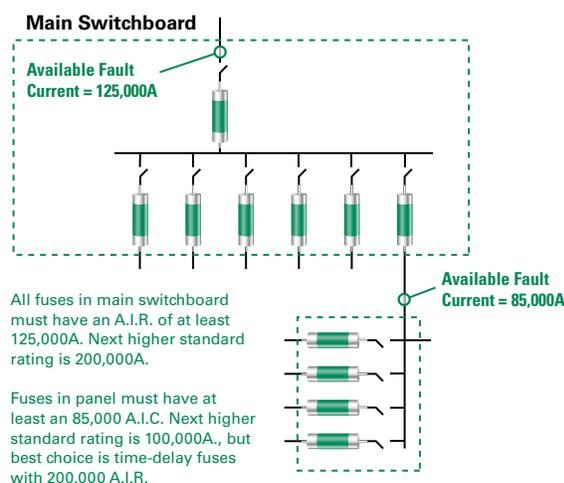 Main Switchboard
Available Fault
Current = 125,000A
Available Fault
Current = 85,000A
All fuses in main switchboard
must have an A.I.R. of at least
125,000A. Next higher standard
rating is 200,000A.
Fuses in panel must have at
least an 85,000 A.I.C. Next higher
standard rating is 100,000A., but
best choice is time-delay fuses
with 200,000 A.I.R.